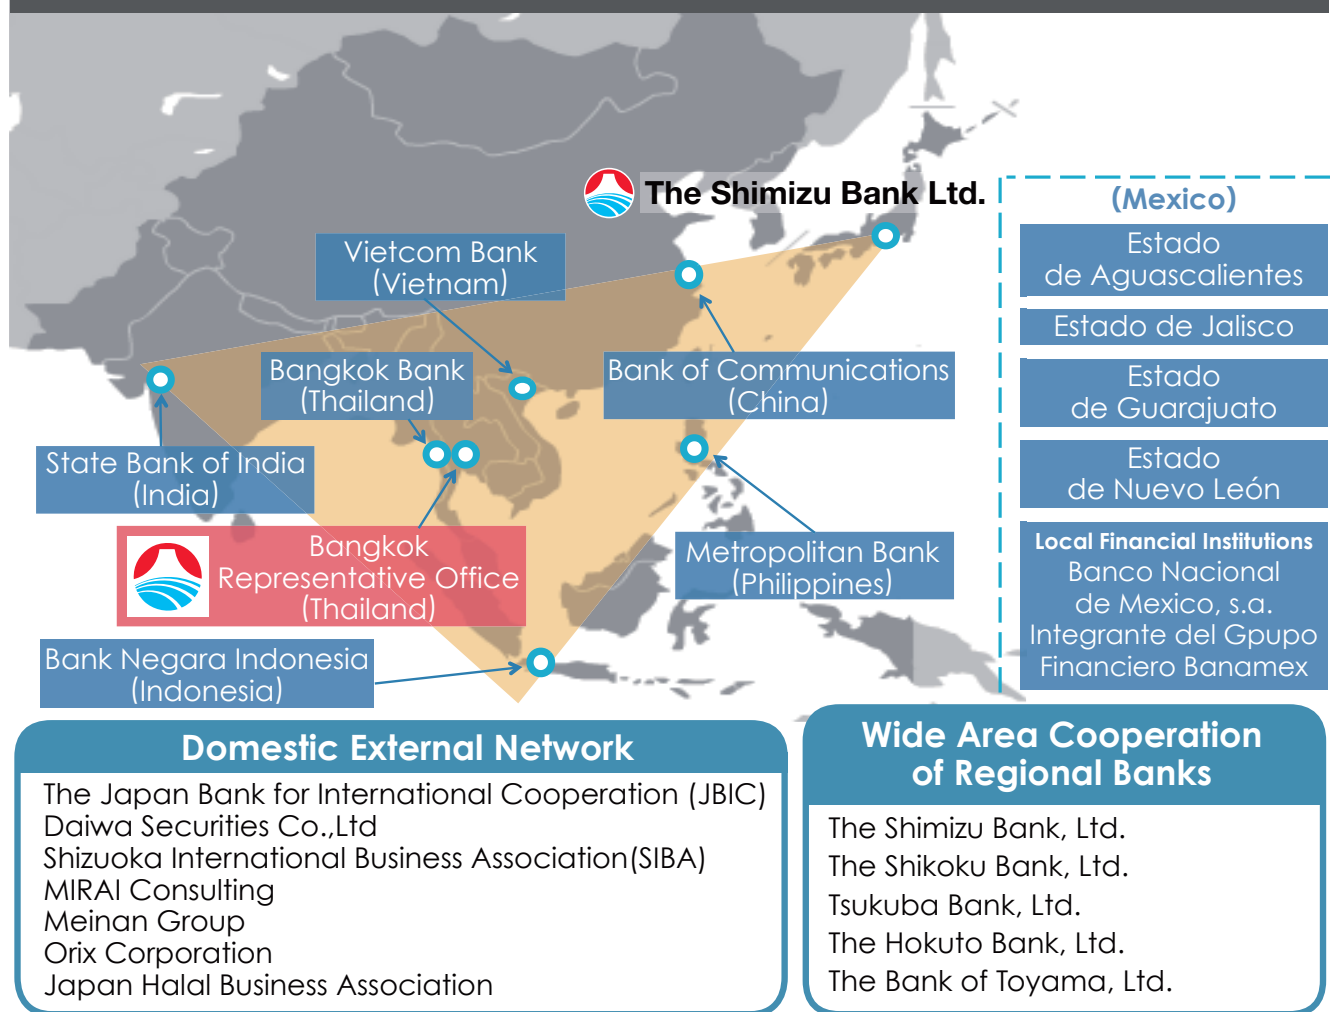 The Shimizu Bank Ltd.
Vietcom Bank
(Vietnam)
Bangkok Bank
(Thailand)
Bank of Communications
(China)
State Bank of India
(India)
Bangkok
Representative Office
(Thailand)
Metropolitan Bank
(Philippines)
Bank Negara Indonesia
(Indonesia)
(Mexico)
Estado
de Aguascalientes
Estado de Jalisco
Estado
de Guarajuato
Estado
de Nuevo León
Local Financial Institutions
Banco Nacional
de Mexico, s.a.
Integrante del Gpupo
Financiero Banamex
Domestic External Network
The Japan Bank for International Cooperation (JBIC)
Daiwa Securities Co.,Ltd
Shizuoka International Business Association(SIBA)
MIRAI Consulting
Meinan Group
Orix Corporation
Japan Halal Business Association
Wide Area Cooperation
of Regional Banks
The Shimizu Bank, Ltd.
The Shikoku Bank, Ltd.
Tsukuba Bank, Ltd.
The Hokuto Bank, Ltd.
The Bank of Toyama, Ltd.